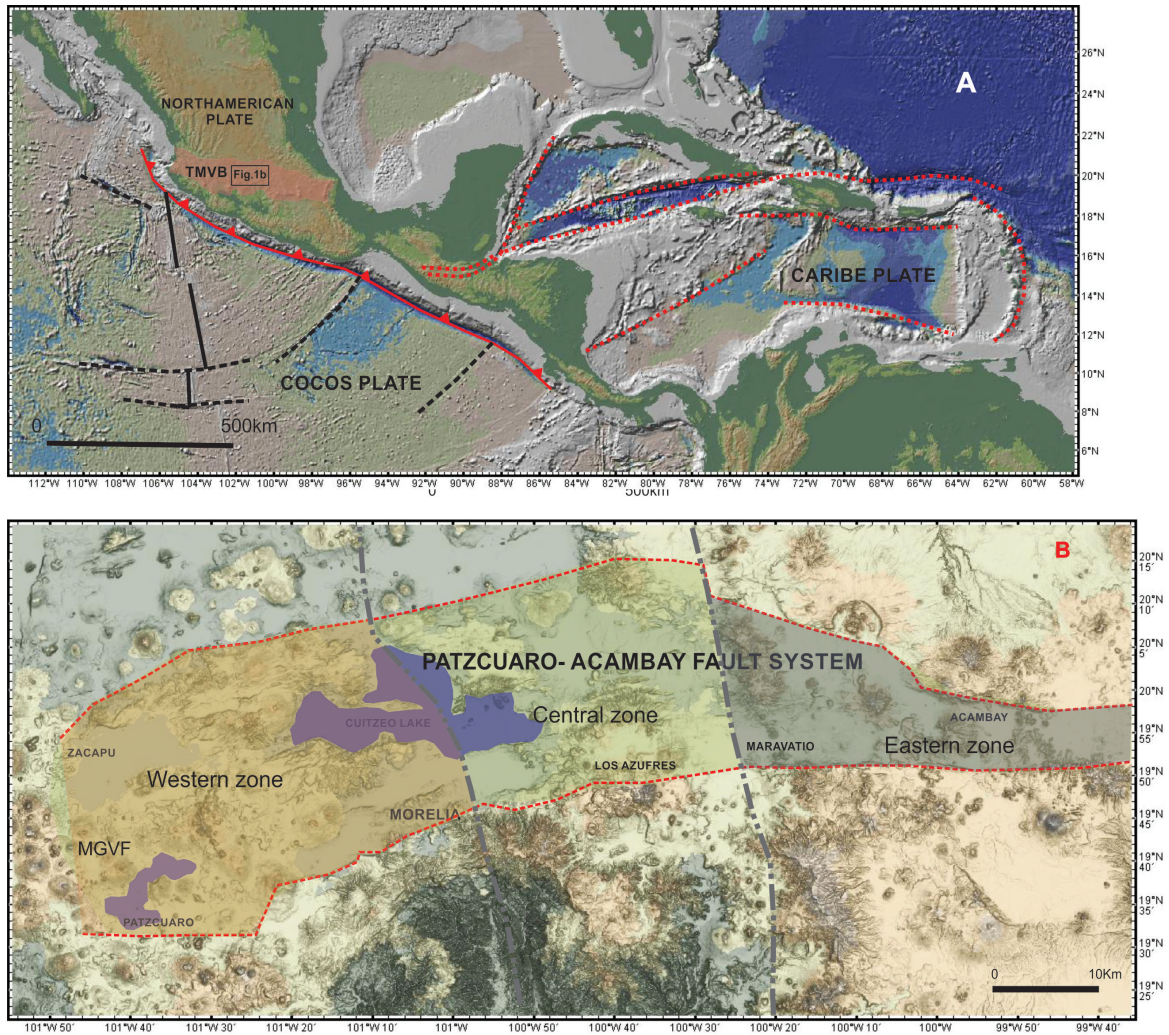 A
NORTHAMERICAN
PLATE
TMVB Fig.1b
CARIBE PLATE
COCOS PLATE
0 500km
26°N
24°N
22°N
20°N
18°N
16°N
14°N
12°N
10°N
8°N
6°N
112°W 110°W 108°W 106°W 104°W 102°W 100°W 98°W 96°W 94°W 92°W 90°W 88°W 86°W 84°W 82°W 80°W 78°W 76°W 74°W 72°W 71°W 70°W 68°W 66°W 64°W 62°W 60°W 58°W
0 500km
B
PATZCUARO- ACAMBAY FAULT SYSTEM
CUITZEO LAKE
Central zone
ACAMBAY
ZACAPU
MARAVATIO
Eastern zone
Western zone
LOS AZUFRES
MORELIA
MGVF
PATZCUARO
0 10Km
20°N
15´
20°N
10´
20°N
5´
20°N
19°N
55´
19°N
50´
19°N
45´
19°N
40´
19°N
35´
19°N
30´
19°N
25´
101°W 50´ 101°W 40´ 101°W 30´ 101°W 20´ 101°W 10´ 101°W 100°W 50´ 100°W 40´ 100°W 30´ 100°W 20´ 100°W 10´ 100°W 99°W 50´ 99°W 40´